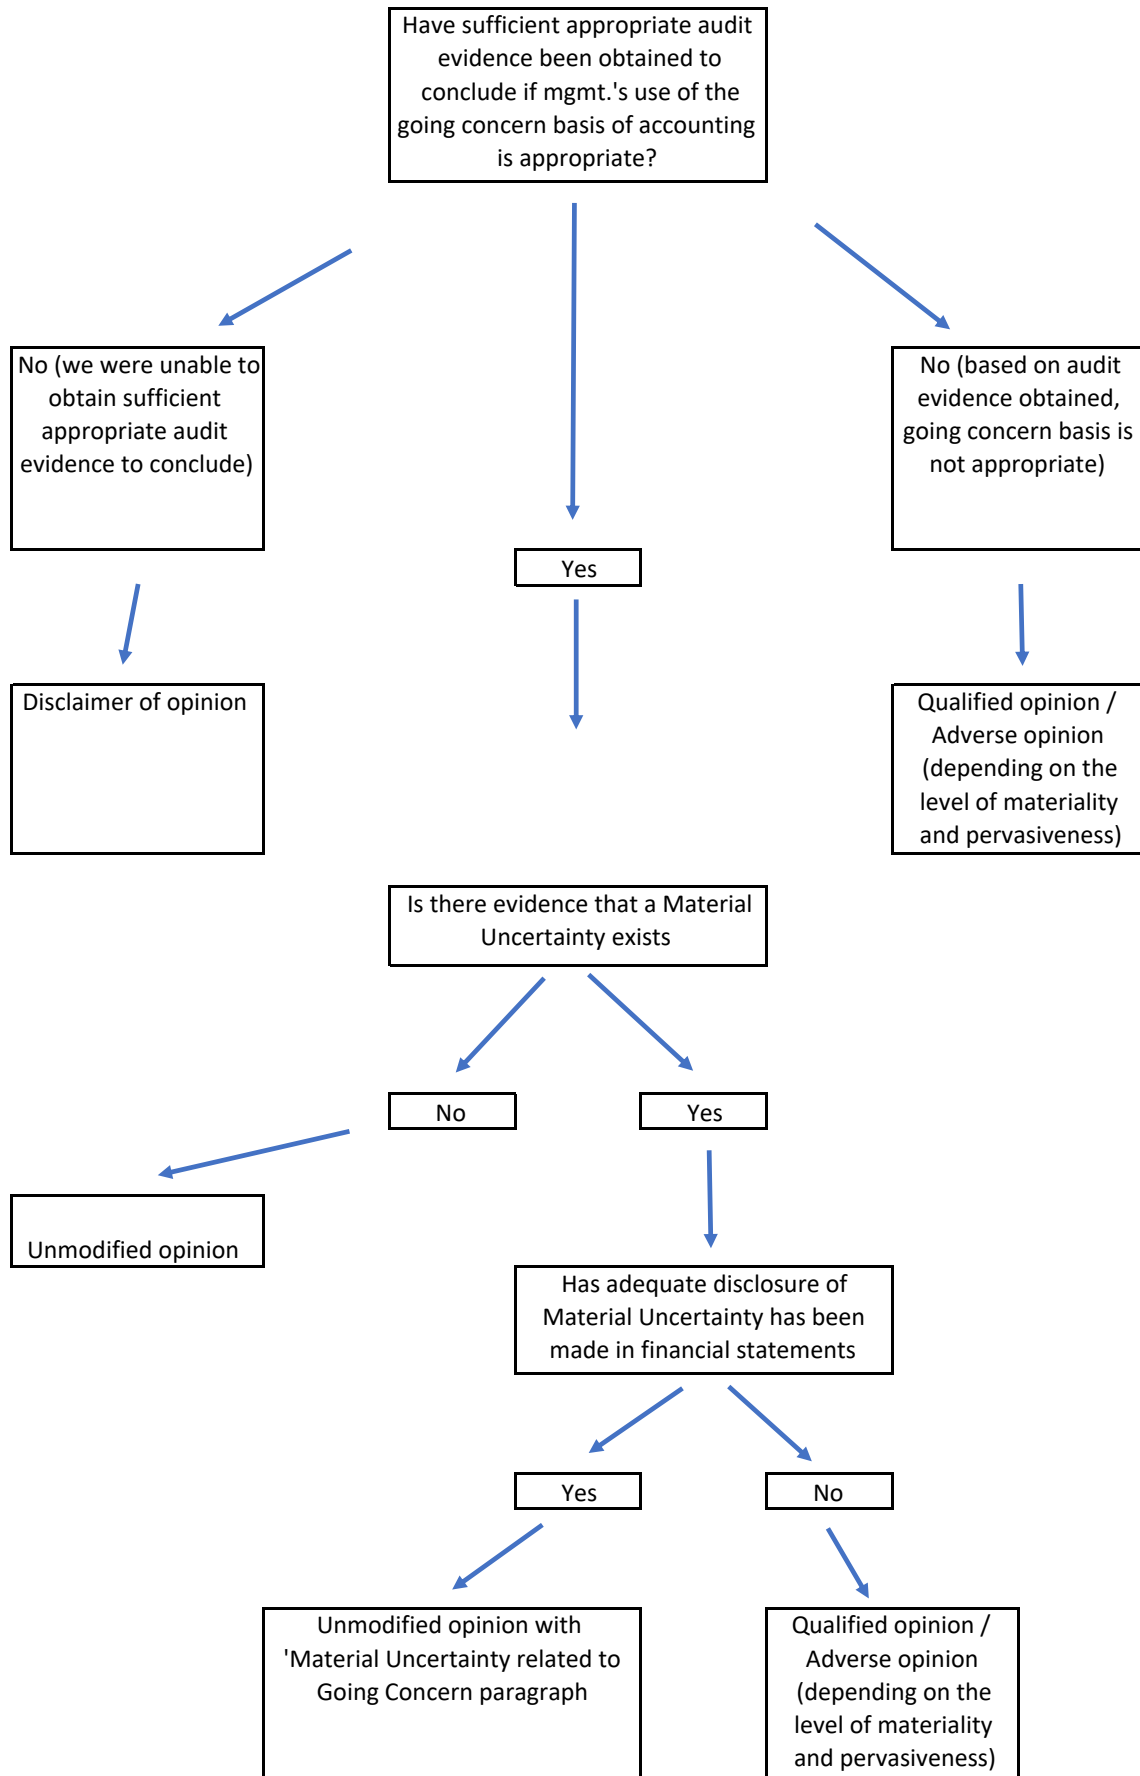 Have sufficient appropriate audit
evidence been obtained to
conclude if mgmt.'s use of the
going concern basis of accounting
is appropriate?
No (we were unable to
obtain sufficient
appropriate audit
evidence to conclude)
No (based on audit
evidence obtained,
going concern basis is
not appropriate)
Yes
Disclaimer of opinion
Qualified opinion /
Adverse opinion
(depending on the
level of materiality
and pervasiveness)
Is there evidence that a Material
Uncertainty exists
No
Yes
Unmodified opinion
Has adequate disclosure of
Material Uncertainty has been
made in financial statements
Yes
No
Unmodified opinion with
'Material Uncertainty related to
Going Concern paragraph
Qualified opinion /
Adverse opinion
(depending on the
level of materiality
and pervasiveness)